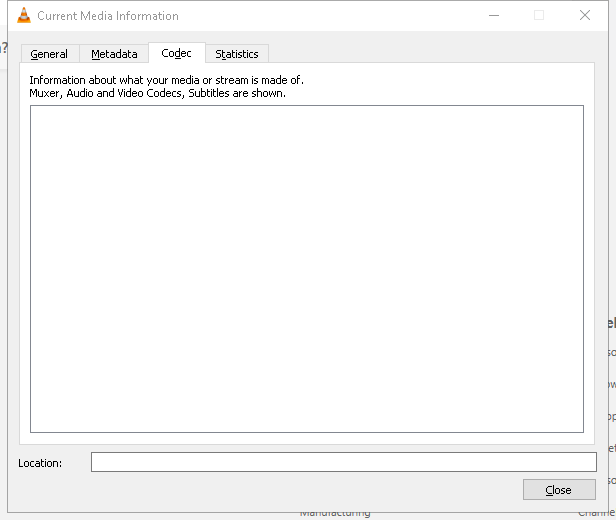 Current Media Information
General Metadata Codec Statistics
Information about what your media or stream is made of.
Muxer, Audio and Video Codecs, Subtitles are shown.
Location:
Close
Manufacturing